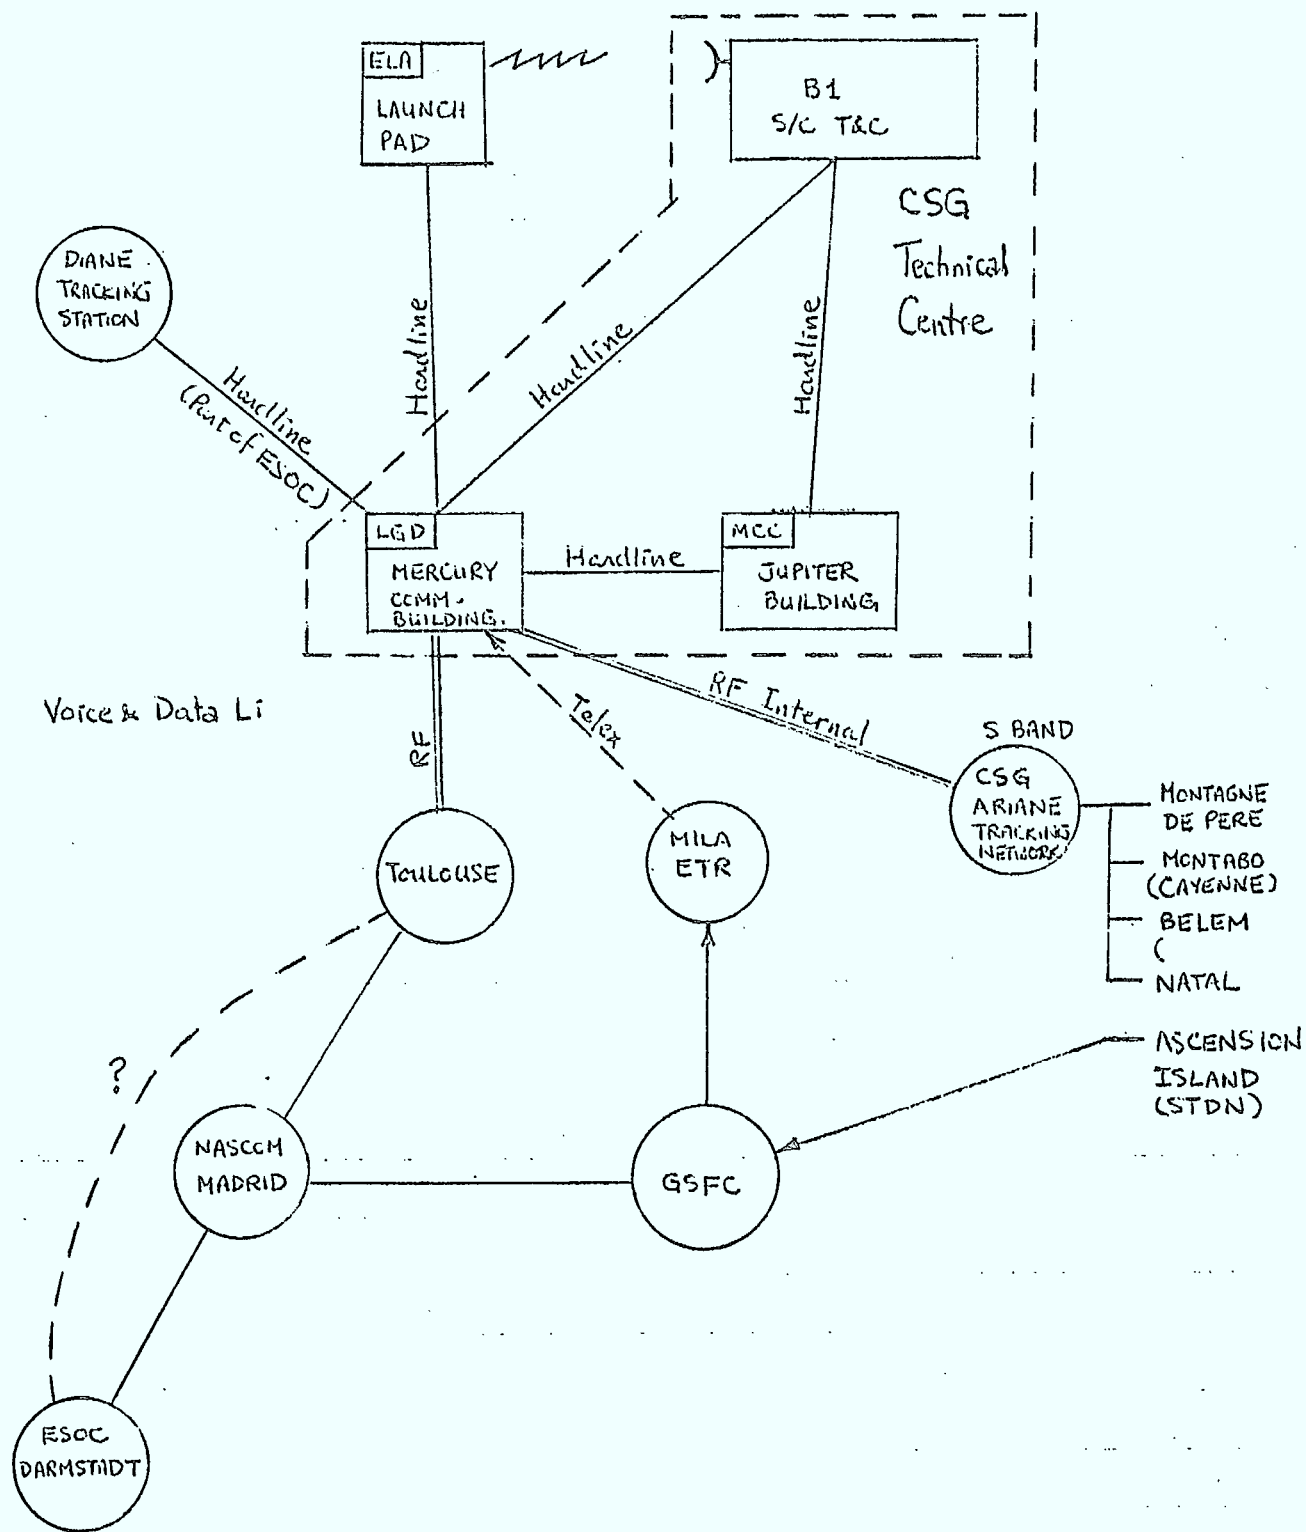 ELA
LAUNCH
PAD
B1
S/C T&C
CSG
Technical
Centre
DIANE
TRACKING
STATION
Hardline
(Part of ESOC)
Hardline
Hardline
Hardline
LGD
MERCURY
COMM.
BUILDING.
Hardline
MCC
JUPITER
BUILDING
Voice & Data Li
RF
Telex
RF Internal
S BAND
CSG
ARIANE
TRACKING
NETWORK
MONTAGNE
DE PERE
MONTABO
(CAYENNE)
BELEM
(
NATAL
TOULOUSE
MILA
ETR
ASCENSION
ISLAND
(STDN)
?
NASCOM
MADRID
GSFC
ESOC
DARMSTADT